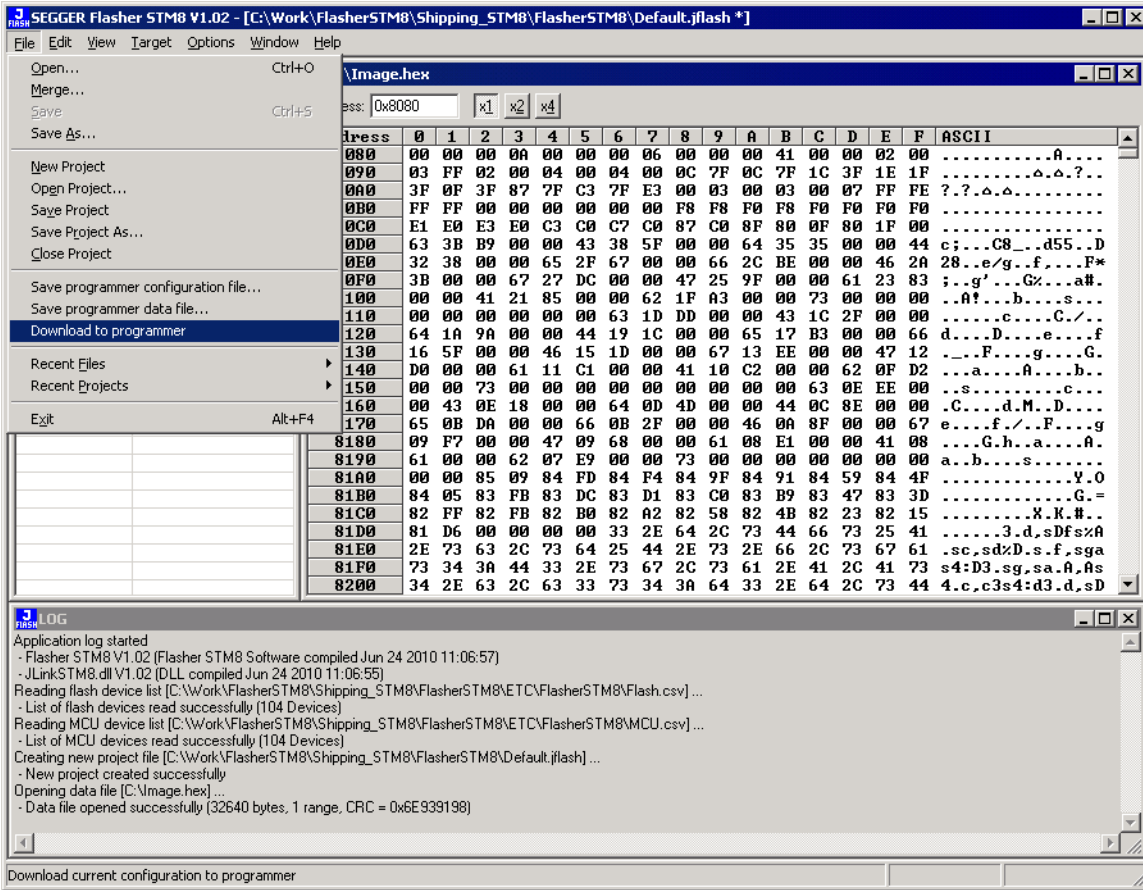 SEGGER Flasher STM8 V1.02 - [C:\Work\FlasherSTM8\Shipping_STM8\FlasherSTM8\Default.jflash *]
File Edit View Target Options Window Help
Open... Ctrl+O
Merge...
Save Ctrl+S
Save As...
New Project
Open Project...
Save Project
Save Project As...
Close Project
Save programmer configuration file...
Save programmer data file...
Download to programmer
Recent Files
Recent Projects
Exit Alt+F4
\Image.hex
ess: 0x8080 x1 x2 x4
dress 0 1 2 3 4 5 6 7 8 9 A B C D E F ASCII
080 00 00 00 0A 00 00 00 06 00 00 00 41 00 00 02 00 ...........A....
090 03 FF 02 00 04 00 04 00 0C 7F 0C 7F 1C 3F 1E 1F .........⌂.⌂.?..
0A0 3F 0F 3F 87 7F C3 7F E3 00 03 00 03 00 07 FF FE ?.?.⌂.⌂.........
0B0 FF FF 00 00 00 00 00 00 F8 F8 F0 F8 F0 F0 F0 F0 ................
0C0 E1 E0 E3 E0 C3 C0 C7 C0 87 C0 8F 80 0F 80 1F 00 ................
0D0 63 3B B9 00 00 43 38 5F 00 00 64 35 35 00 00 44 c;...C8_..d55..D
0E0 32 38 00 00 65 2F 67 00 00 66 2C BE 00 00 46 2A 28..e/g..f,...F*
0F0 3B 00 00 67 27 DC 00 00 47 25 9F 00 00 61 23 83 ;..g'...G%...a#.
100 00 00 41 21 85 00 00 62 1F A3 00 00 73 00 00 00 ..A!...b....s...
110 00 00 00 00 00 00 63 1D DD 00 00 43 1C 2F 00 00 ......c....C./..
120 64 1A 9A 00 00 44 19 1C 00 00 65 17 B3 00 00 66 d....D....e....f
130 16 5F 00 00 46 15 1D 00 00 67 13 EE 00 00 47 12 ._..F....g....G.
140 D0 00 00 61 11 C1 00 00 41 10 C2 00 00 62 0F D2 ...a....A....b..
150 00 00 73 00 00 00 00 00 00 00 00 00 63 0E EE 00 ..s.........c...
160 00 43 0E 18 00 00 64 0D 4D 00 00 44 0C 8E 00 00 .C....d.M..D....
170 65 0B DA 00 00 66 0B 2F 00 00 46 0A 8F 00 00 67 e....f./..F....g
8180 09 F7 00 00 47 09 68 00 00 61 08 E1 00 00 41 08 ....G.h..a....A.
8190 61 00 00 62 07 E9 00 00 73 00 00 00 00 00 00 00 a..b....s.......
81A0 00 00 85 09 84 FD 84 F4 84 9F 84 91 84 59 84 4F .............Y.O
81B0 84 05 83 FB 83 DC 83 D1 83 C0 83 B9 83 47 83 3D .............G.=
81C0 82 FF 82 FB 82 B0 82 A2 82 58 82 4B 82 23 82 15 .........X.K.#..
81D0 81 D6 00 00 00 00 33 2E 64 2C 73 44 66 73 25 41 ......3.d,sDfs%A
81E0 2E 73 63 2C 73 64 25 44 2E 73 2E 66 2C 73 67 61 .sc,sd%D.s.f,sga
81F0 73 34 3A 44 33 2E 73 67 2C 73 61 2E 41 2C 41 73 s4:D3.sg,sa.A,As
8200 34 2E 63 2C 63 33 73 34 3A 64 33 2E 64 2C 73 44 4.c,c3s4:d3.d,sD
LOG
Application log started
- Flasher STM8 V1.02 (Flasher STM8 Software compiled Jun 24 2010 11:06:57)
- JLinkSTM8.dll V1.02 (DLL compiled Jun 24 2010 11:06:55)
Reading flash device list [C:\Work\FlasherSTM8\Shipping_STM8\FlasherSTM8\ETC\FlasherSTM8\Flash.csv] ...
- List of flash devices read successfully (104 Devices)
Reading MCU device list [C:\Work\FlasherSTM8\Shipping_STM8\FlasherSTM8\ETC\FlasherSTM8\MCU.csv] ...
- List of MCU devices read successfully (104 Devices)
Creating new project file [C:\Work\FlasherSTM8\Shipping_STM8\FlasherSTM8\Default.jflash] ...
- New project created successfully
Opening data file [C:\Image.hex] ...
- Data file opened successfully (32640 bytes, 1 range, CRC = 0x6E939198)
Download current configuration to programmer